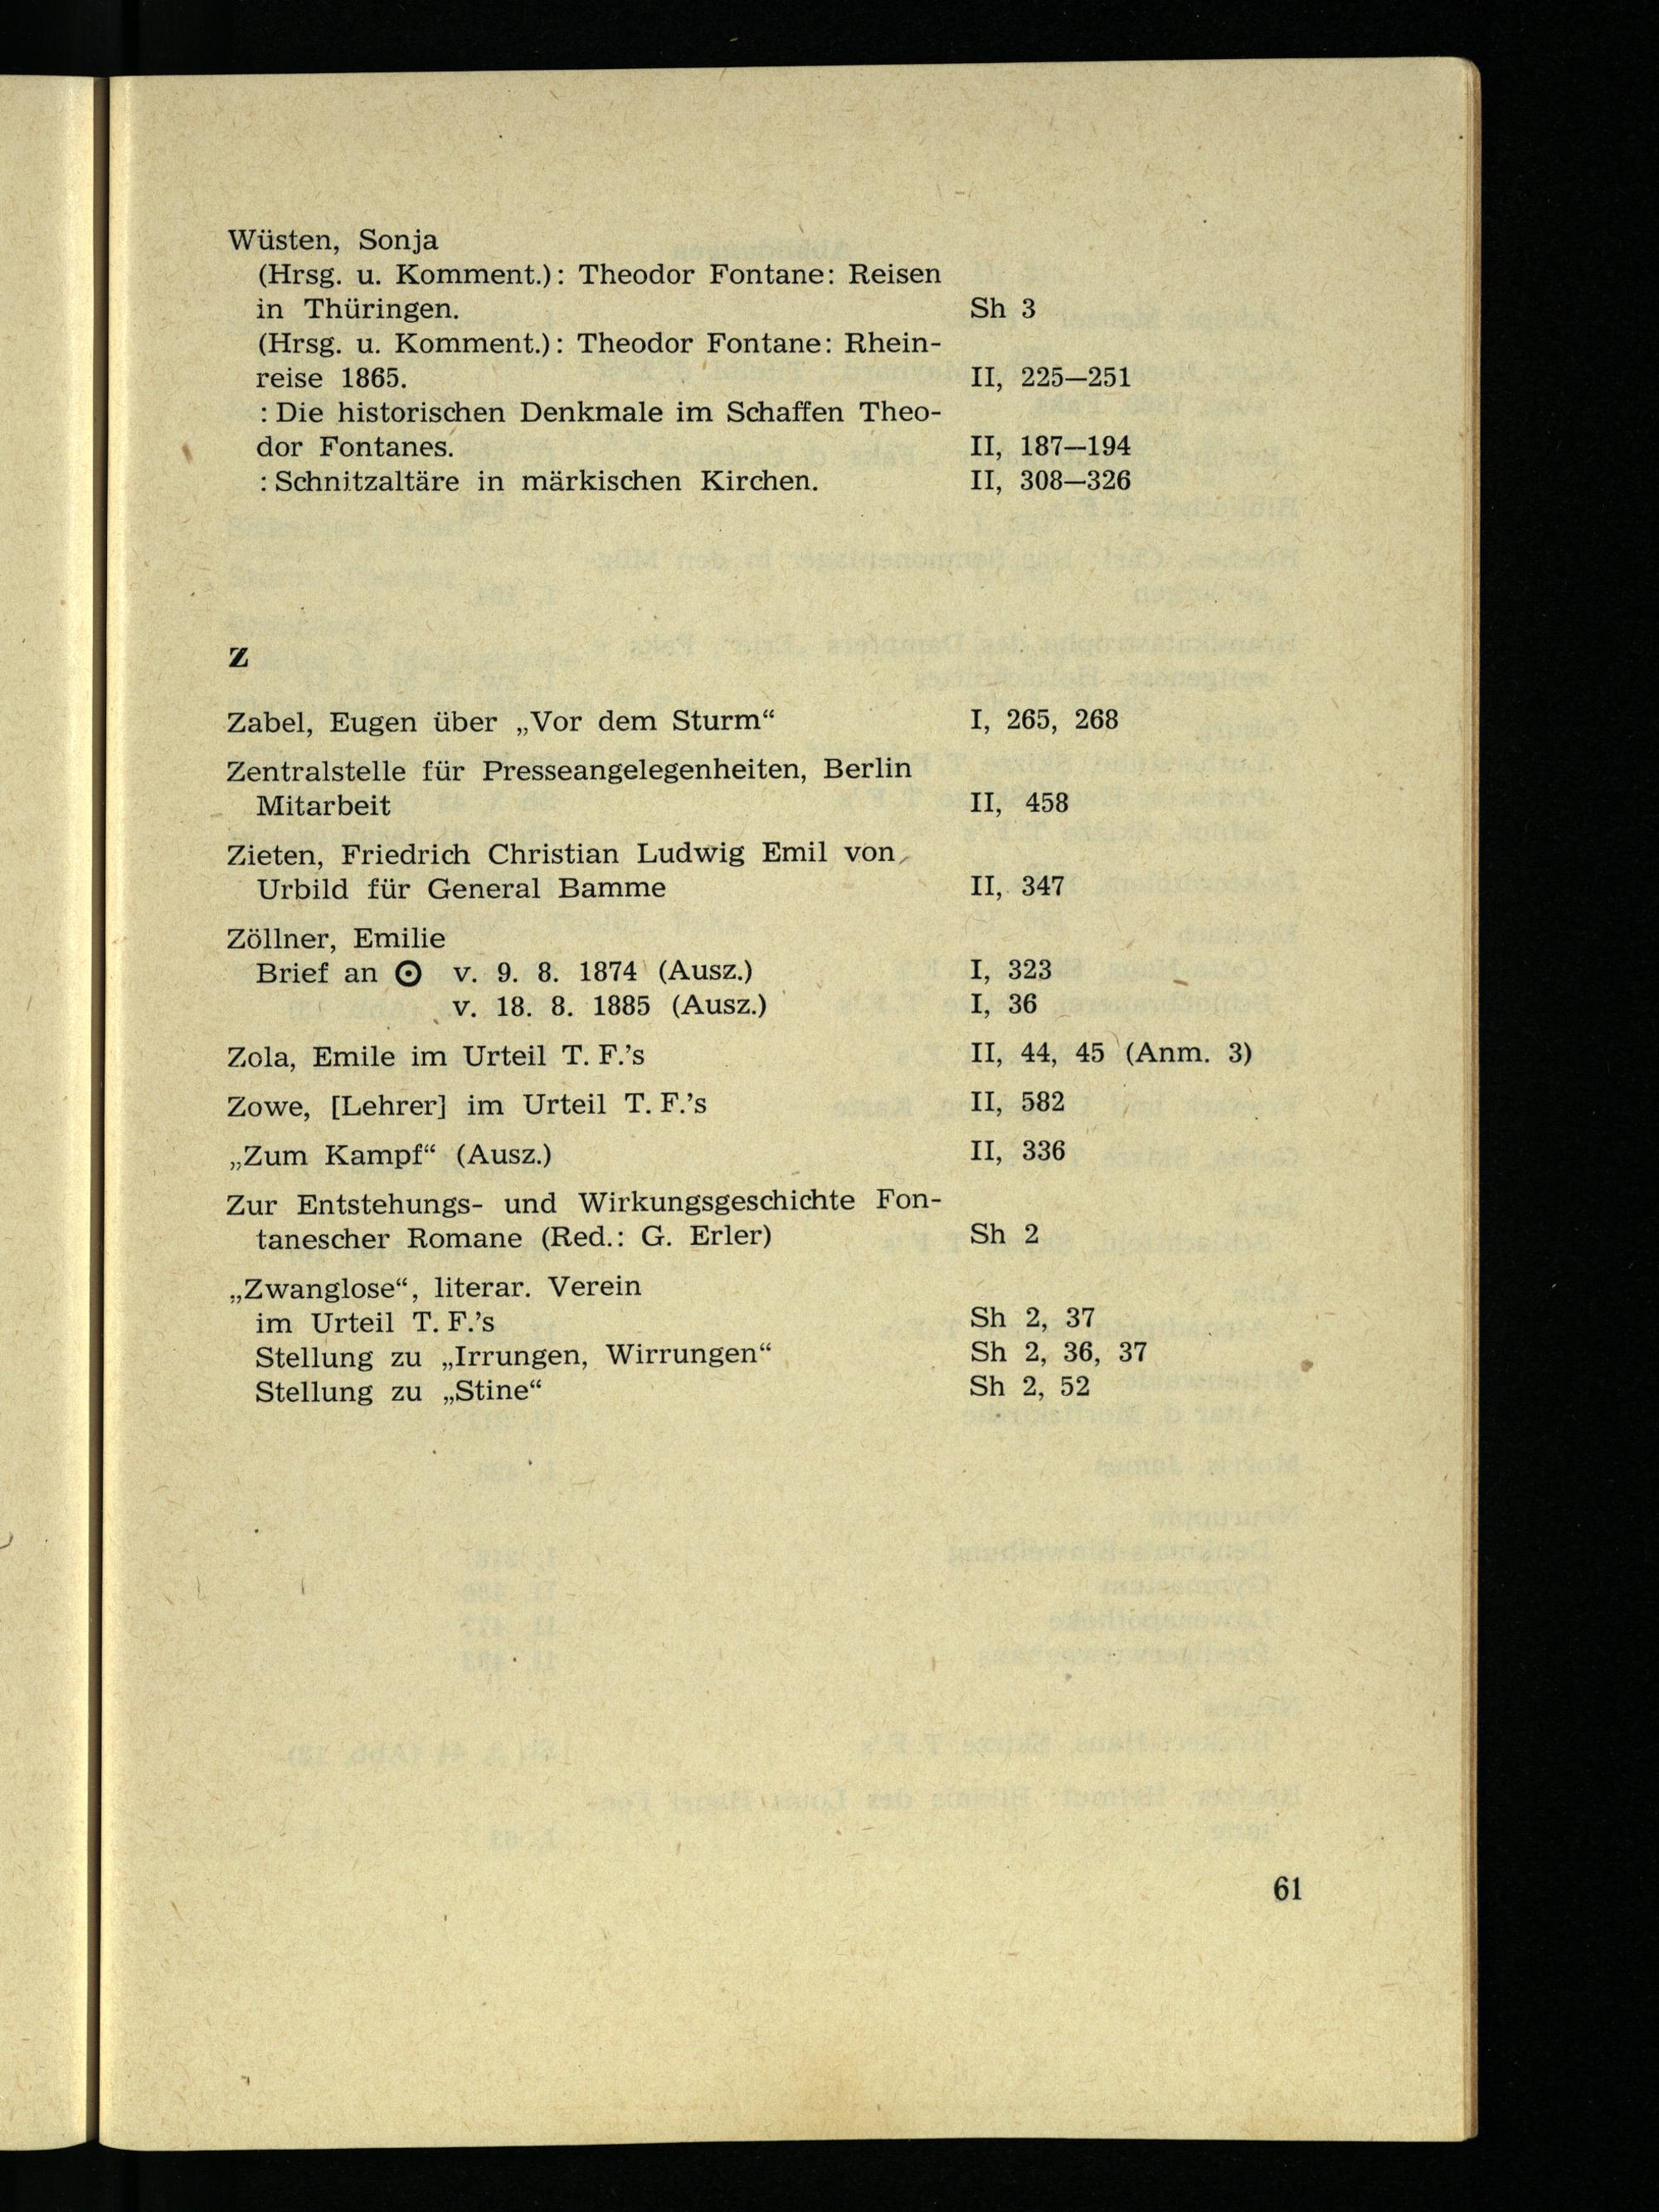 Wüsten, Sonja
(Hrsg. u. Komment.): Theodor Fontane: Reisen
in Thüringen. Sh 3
(Hrsg. u. Komment.): Theodor Fontane: Rhein-
reise 1865. II, 225—251
: Die historischen Denkmale im Schaffen Theo-
dor Fontanes. II, 187—194
: Schnitzaltäre in märkischen Kirchen. II, 308—326
Z
Zabel, Eugen über „Vor dem Sturm“ I, 265, 268
Zentralstelle für Presseangelegenheiten, Berlin
Mitarbeit II, 458
Zieten, Friedrich Christian Ludwig Emil von
Urbild für General Bamme II, 347
Zöllner, Emilie
Brief an ⊙ v. 9. 8. 1874 (Ausz.) I, 323
v. 18. 8. 1885 (Ausz.) I, 36
Zola, Emile im Urteil T. F.’s II, 44, 45 (Anm. 3)
Zowe, [Lehrer] im Urteil T. F.’s II, 582
„Zum Kampf“ (Ausz.) II, 336
Zur Entstehungs- und Wirkungsgeschichte Fon-
tanescher Romane (Red.: G. Erler) Sh 2
„Zwanglose“, literar. Verein
im Urteil T. F.’s Sh 2, 37
Stellung zu „Irrungen, Wirrungen“ Sh 2, 36, 37
Stellung zu „Stine“ Sh 2, 52
61